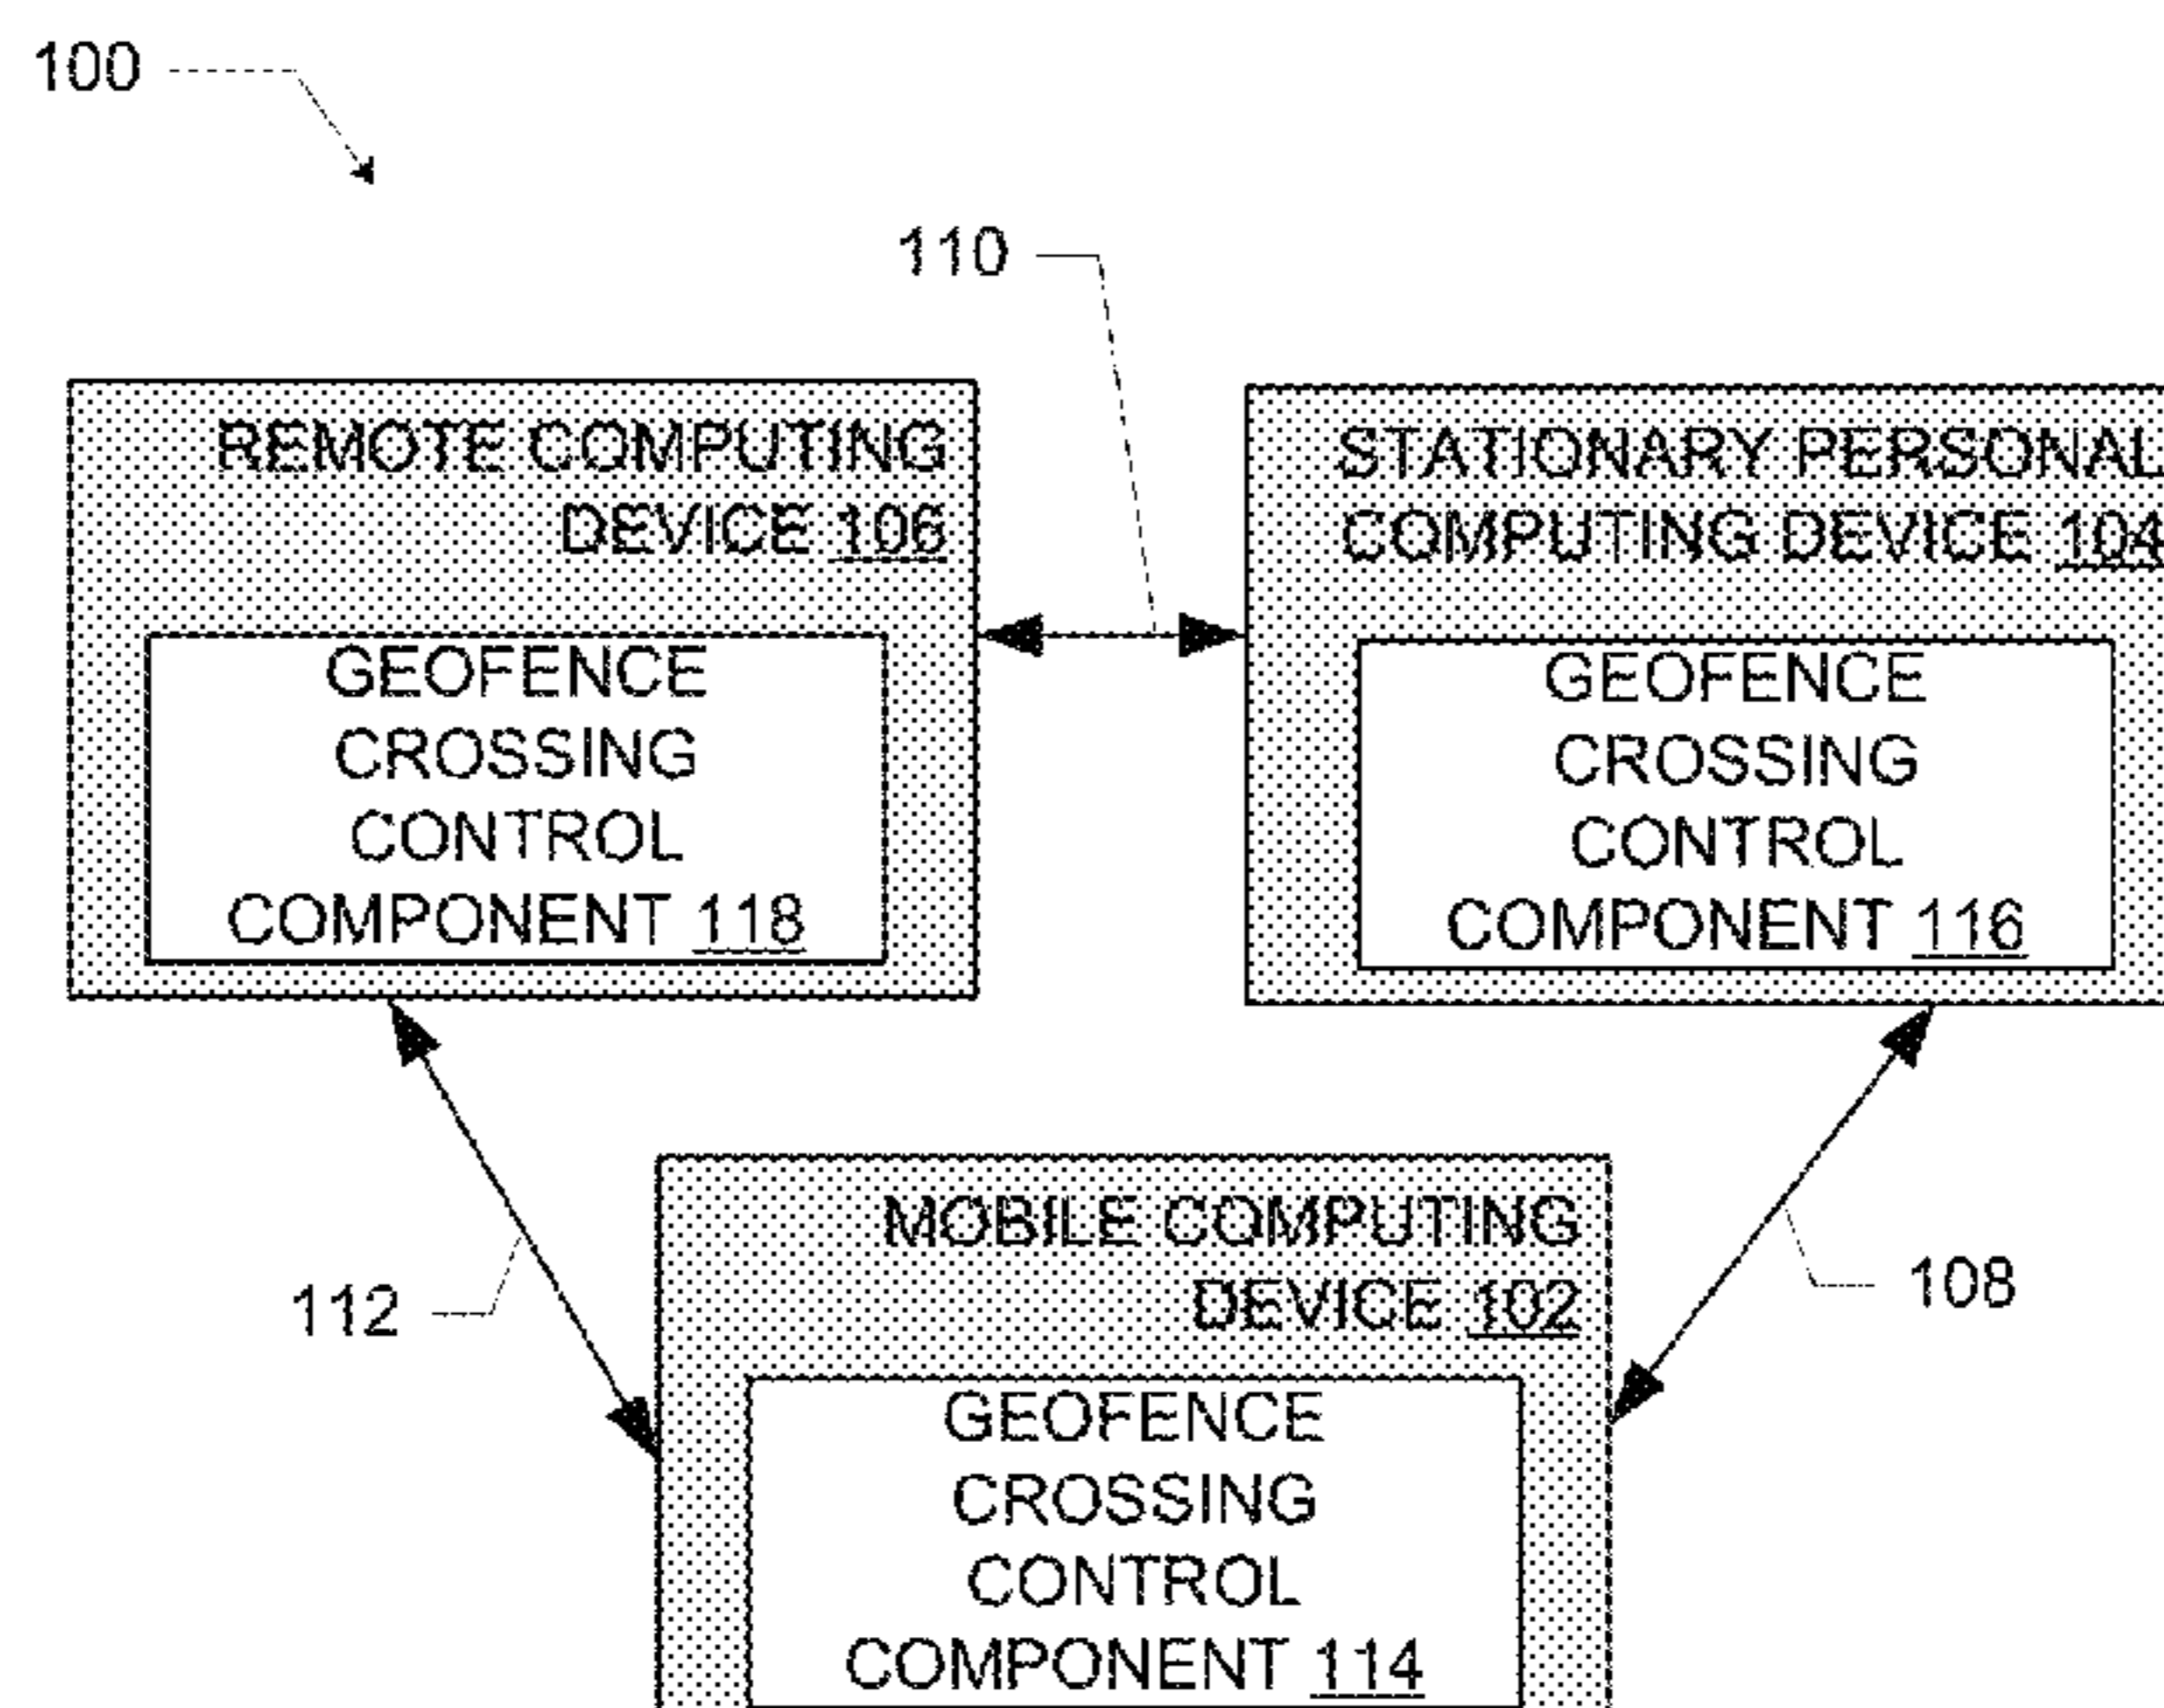 100
110
REMOTE COMPUTING
DEVICE 106
GEOFENCE
CROSSING
CONTROL
COMPONENT 118
STATIONARY PERSONAL
COMPUTING DEVICE 104
GEOFENCE
CROSSING
CONTROL
COMPONENT 116
112
MOBILE COMPUTING
DEVICE 102
GEOFENCE
CROSSING
CONTROL
COMPONENT 114
108